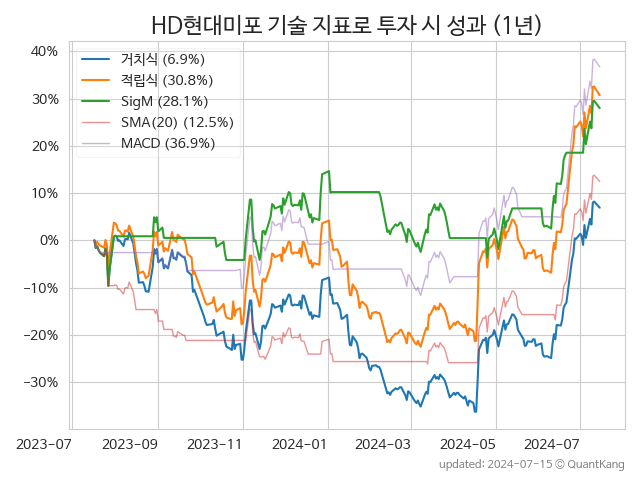 HD현대미포 기술 지표로 투자 시 성과 (1년)
거치식 (6.9%)
적립식 (30.8%)
SigM (28.1%)
SMA(20) (12.5%)
MACD (36.9%)
40%
30%
20%
10%
0%
−10%
−20%
−30%
2023-07
2023-09
2023-11
2024-01
2024-03
2024-05
2024-07
updated: 2024-07-15 © QuantKang